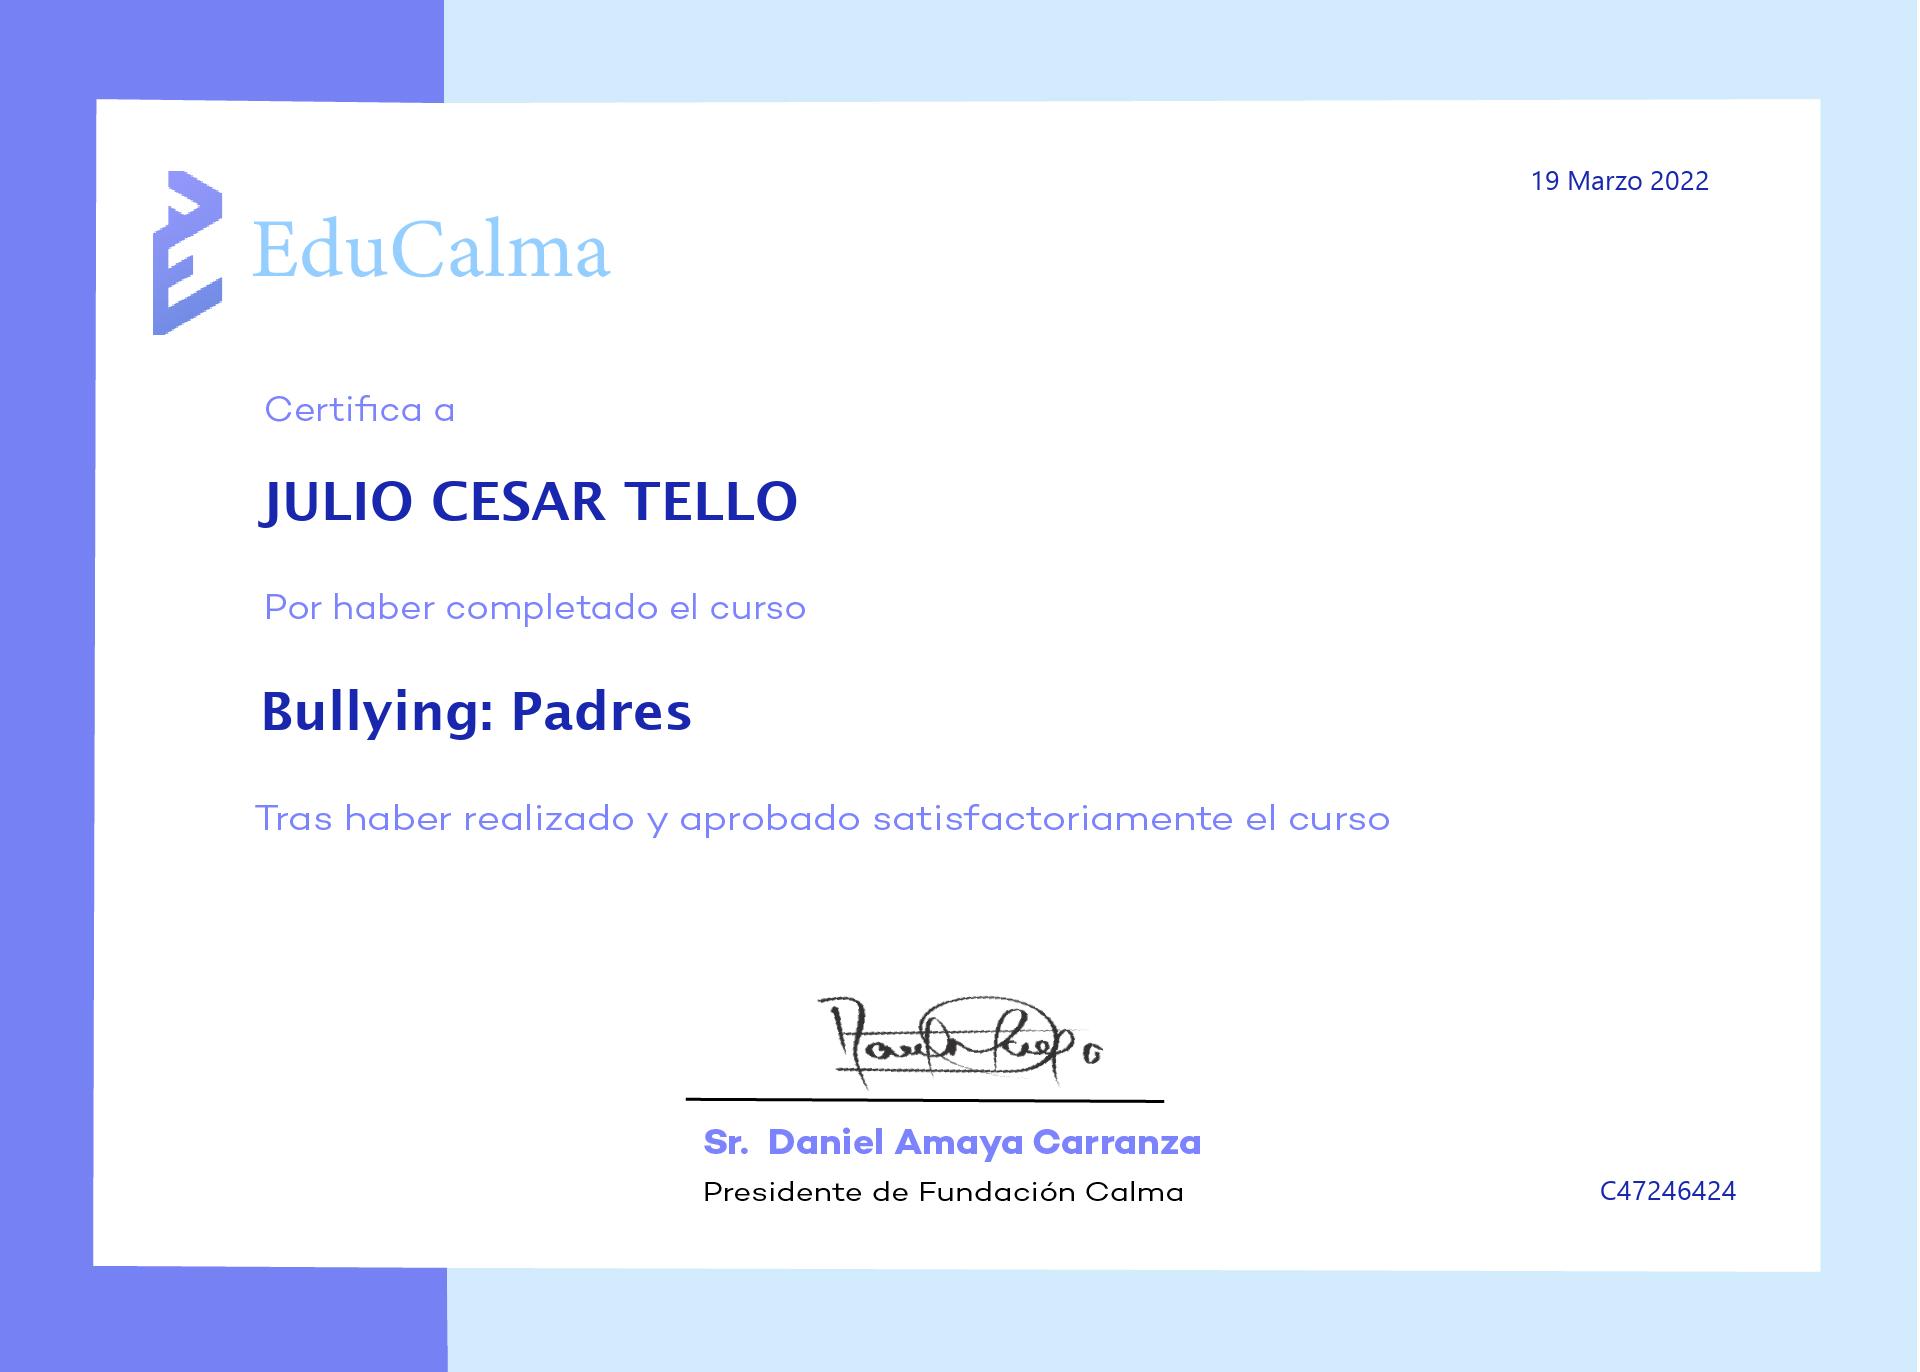 19 Marzo 2022
EduCalma
Certifica a
JULIO CESAR TELLO
Por haber completado el curso
Bullying: Padres
Tras haber realizado y aprobado satisfactoriamente el curso
Sr. Daniel Amaya Carranza
Presidente de Fundación Calma
C47246424